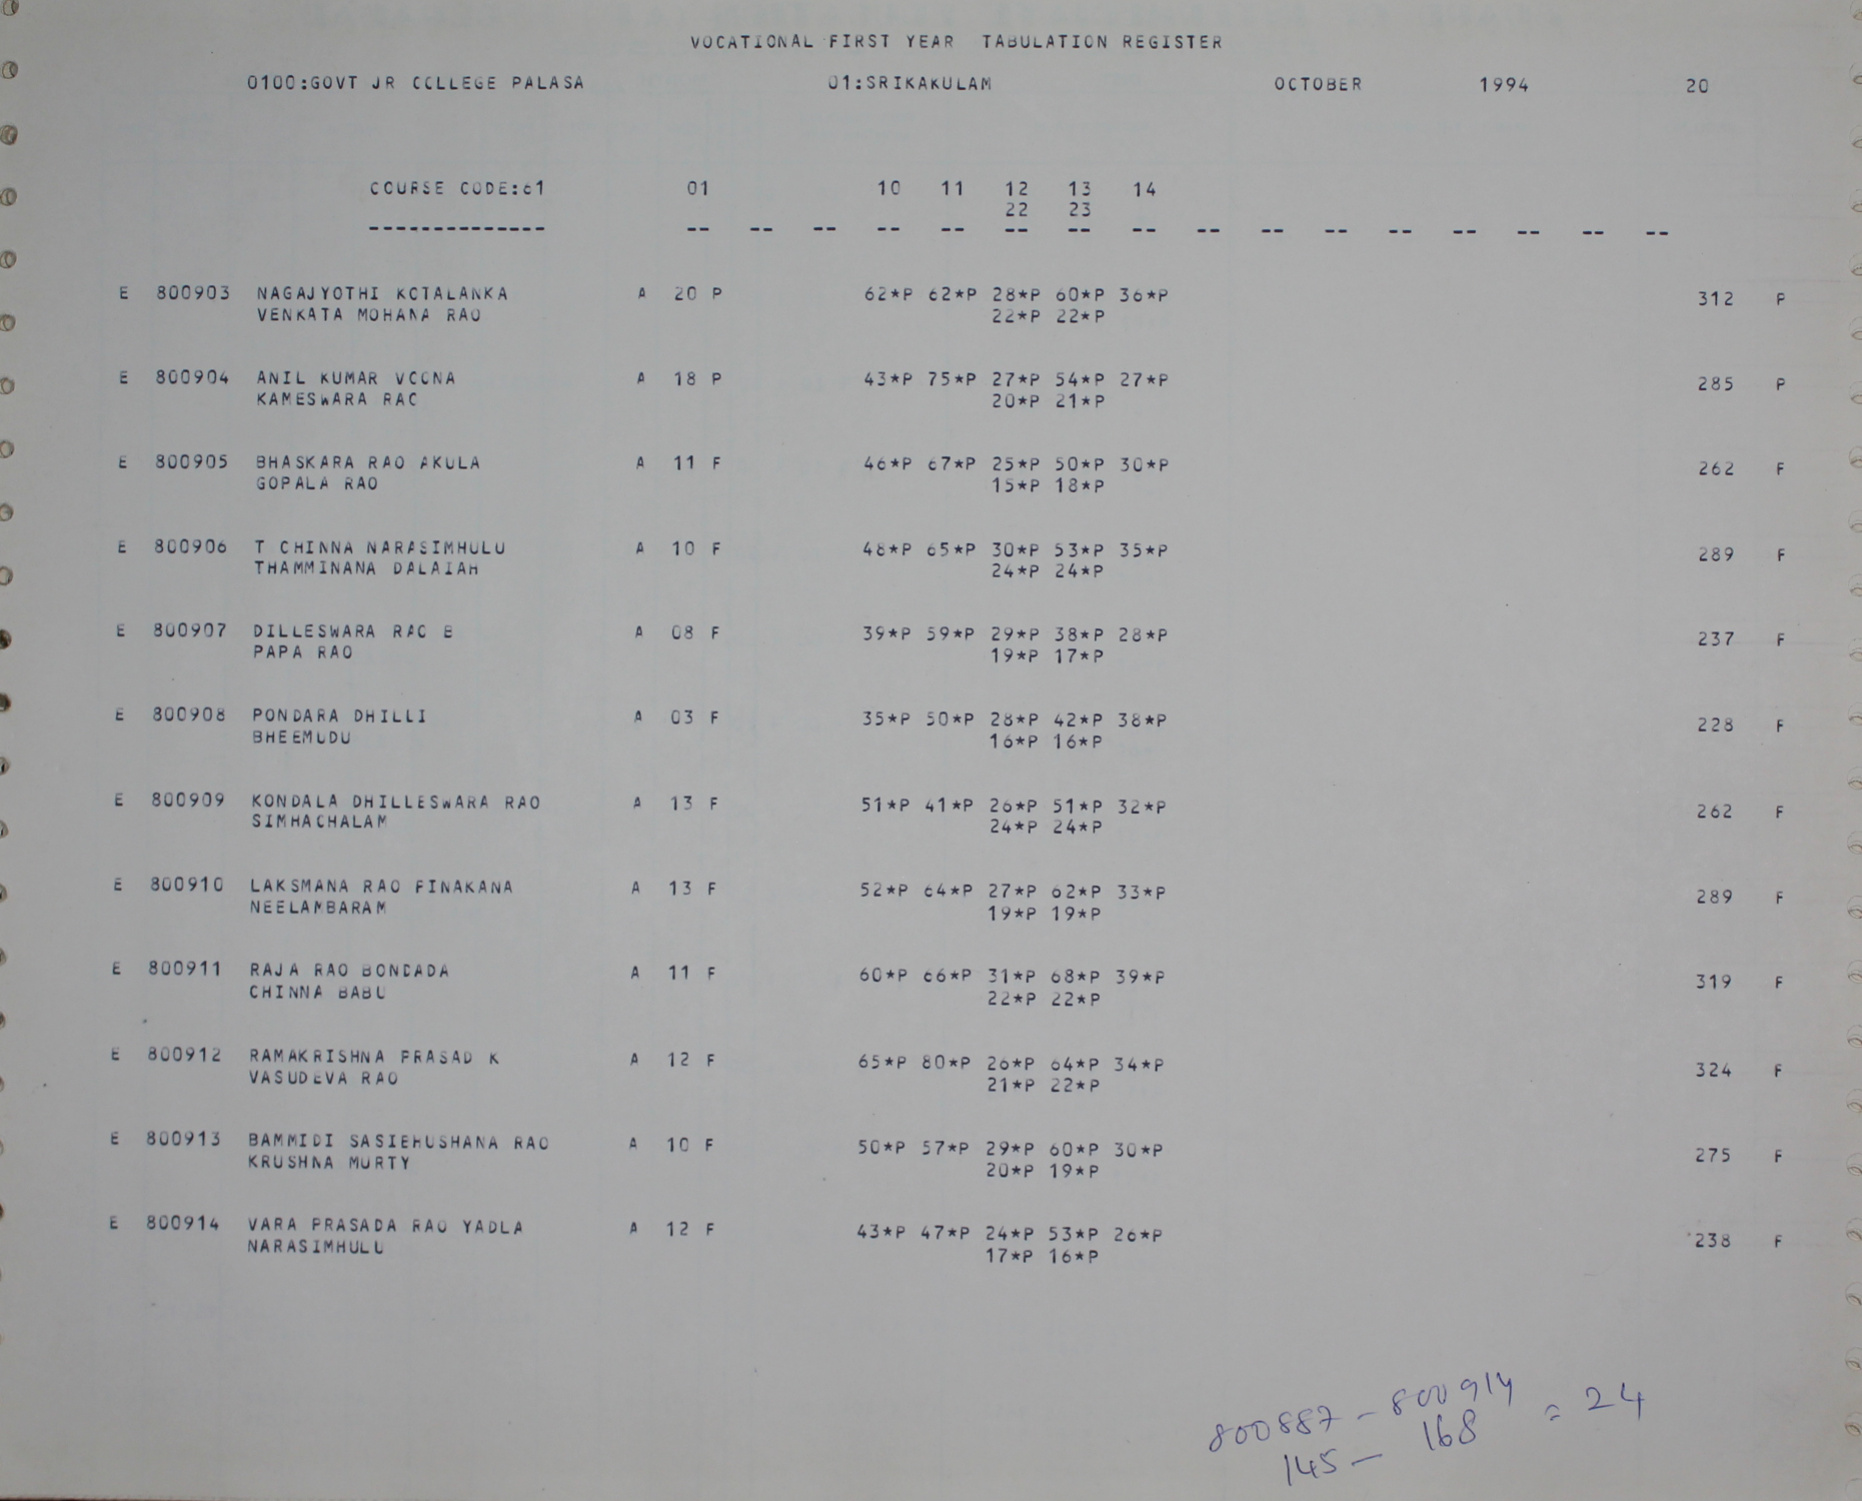 VOCATIONAL FIRST YEAR TABULATION REGISTER
0100:GOVT JR CCLLEGE PALASA 01:SRIKAKULAM OCTOBER 1994 20
COURSE CODE:61 01 10 11 12 13 14
22 23
-------------- -- -- -- -- -- -- -- -- -- -- -- -- -- -- -- --
E 800903 NAGAJYOTHI KOTALANKA A 20 P 62*P 62*P 28*P 60*P 36*P 312 P
VENKATA MOHANA RAO 22*P 22*P
E 800904 ANIL KUMAR VCONA A 18 P 43*P 75*P 27*P 54*P 27*P 285 P
KAMESWARA RAC 20*P 21*P
E 800905 BHASKARA RAO AKULA A 11 F 46*P 67*P 25*P 50*P 30*P 262 F
GOPALA RAO 15*P 18*P
E 800906 T CHINNA NARASIMHULU A 10 F 48*P 65*P 30*P 53*P 35*P 289 F
THAMMINANA DALAIAH 24*P 24*P
E 800907 DILLESWARA RAO B A 08 F 39*P 59*P 29*P 38*P 28*P 237 F
PAPA RAO 19*P 17*P
E 800908 PONDARA DHILLI A 03 F 35*P 50*P 28*P 42*P 38*P 228 F
BHEEMUDU 16*P 16*P
E 800909 KONDALA DHILLESWARA RAO A 13 F 51*P 41*P 26*P 51*P 32*P 262 F
SIMHACHALAM 24*P 24*P
E 800910 LAKSMANA RAO PINAKANA A 13 F 52*P 64*P 27*P 62*P 33*P 289 F
NEELAMBARAM 19*P 19*P
E 800911 RAJA RAO BONDADA A 11 F 60*P 66*P 31*P 68*P 39*P 319 F
CHINNA BABU 22*P 22*P
E 800912 RAMAKRISHNA PRASAD K A 12 F 65*P 80*P 26*P 64*P 34*P 324 F
VASUDEVA RAO 21*P 22*P
E 800913 BAMMIDI SASIBHUSHANA RAO A 10 F 50*P 57*P 29*P 60*P 30*P 275 F
KRUSHNA MURTY 20*P 19*P
E 800914 VARA PRASADA RAO YADLA A 12 F 43*P 47*P 24*P 53*P 26*P 238 F
NARASIMHULU 17*P 16*P
800887 - 800914 = 24
145 - 168